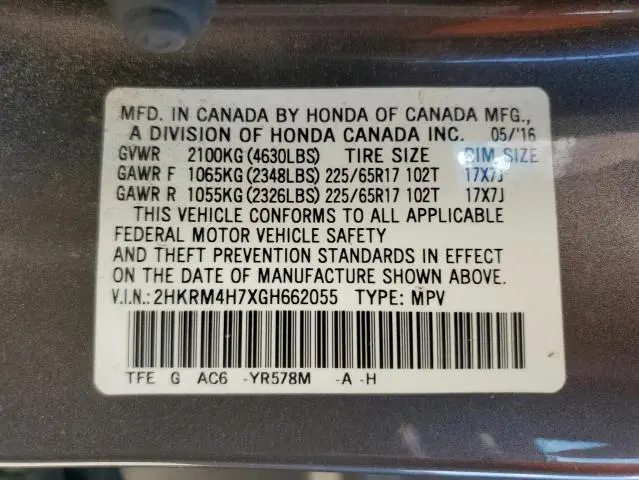 MFD. IN CANADA BY HONDA OF CANADA MFG.,
A DIVISION OF HONDA CANADA INC. 05/'16
GVWR 2100KG (4630LBS) TIRE SIZE RIM SIZE
GAWR F 1065KG (2348LBS) 225/65R17 102T 17X7J
GAWR R 1055KG (2326LBS) 225/65R17 102T 17X7J
THIS VEHICLE CONFORMS TO ALL APPLICABLE
FEDERAL MOTOR VEHICLE SAFETY
AND THEFT PREVENTION STANDARDS IN EFFECT
ON THE DATE OF MANUFACTURE SHOWN ABOVE.
V.I.N.:2HKRM4H7XGH662055 TYPE: MPV
TFE G AC6 -YR578M -A -H